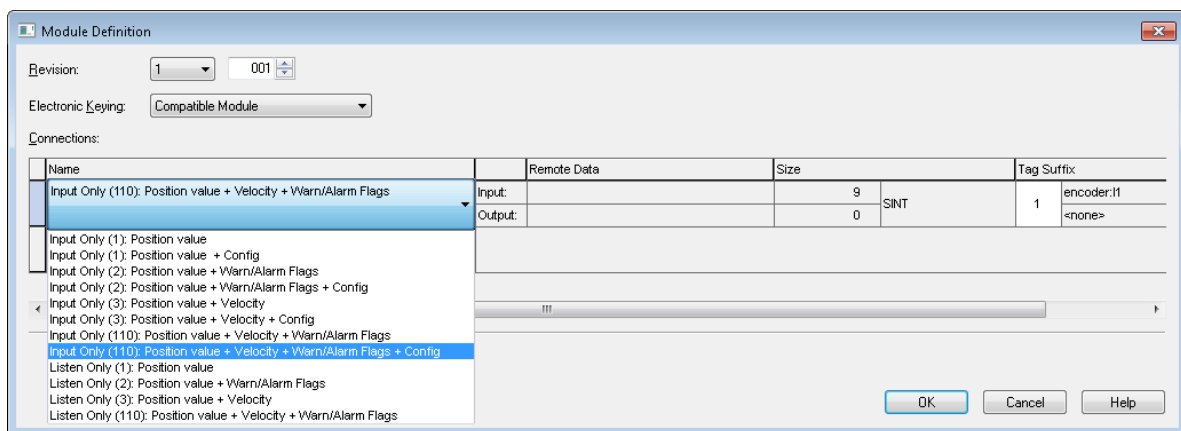 Module Definition
Revision: 1 001
Electronic Keying: Compatible Module
Connections:
Name Remote Data Size Tag Suffix
Input Only (110): Position value + Velocity + Warn/Alarm Flags Input: 9 SINT 1 encoder:I1
Output: 0 <none>
Input Only (1): Position value
Input Only (1): Position value + Config
Input Only (2): Position value + Warn/Alarm Flags
Input Only (2): Position value + Warn/Alarm Flags + Config
Input Only (3): Position value + Velocity
Input Only (3): Position value + Velocity + Config
Input Only (110): Position value + Velocity + Warn/Alarm Flags
Input Only (110): Position value + Velocity + Warn/Alarm Flags + Config
Listen Only (1): Position value
Listen Only (2): Position value + Warn/Alarm Flags
Listen Only (3): Position value + Velocity
Listen Only (110): Position value + Velocity + Warn/Alarm Flags
OK Cancel Help